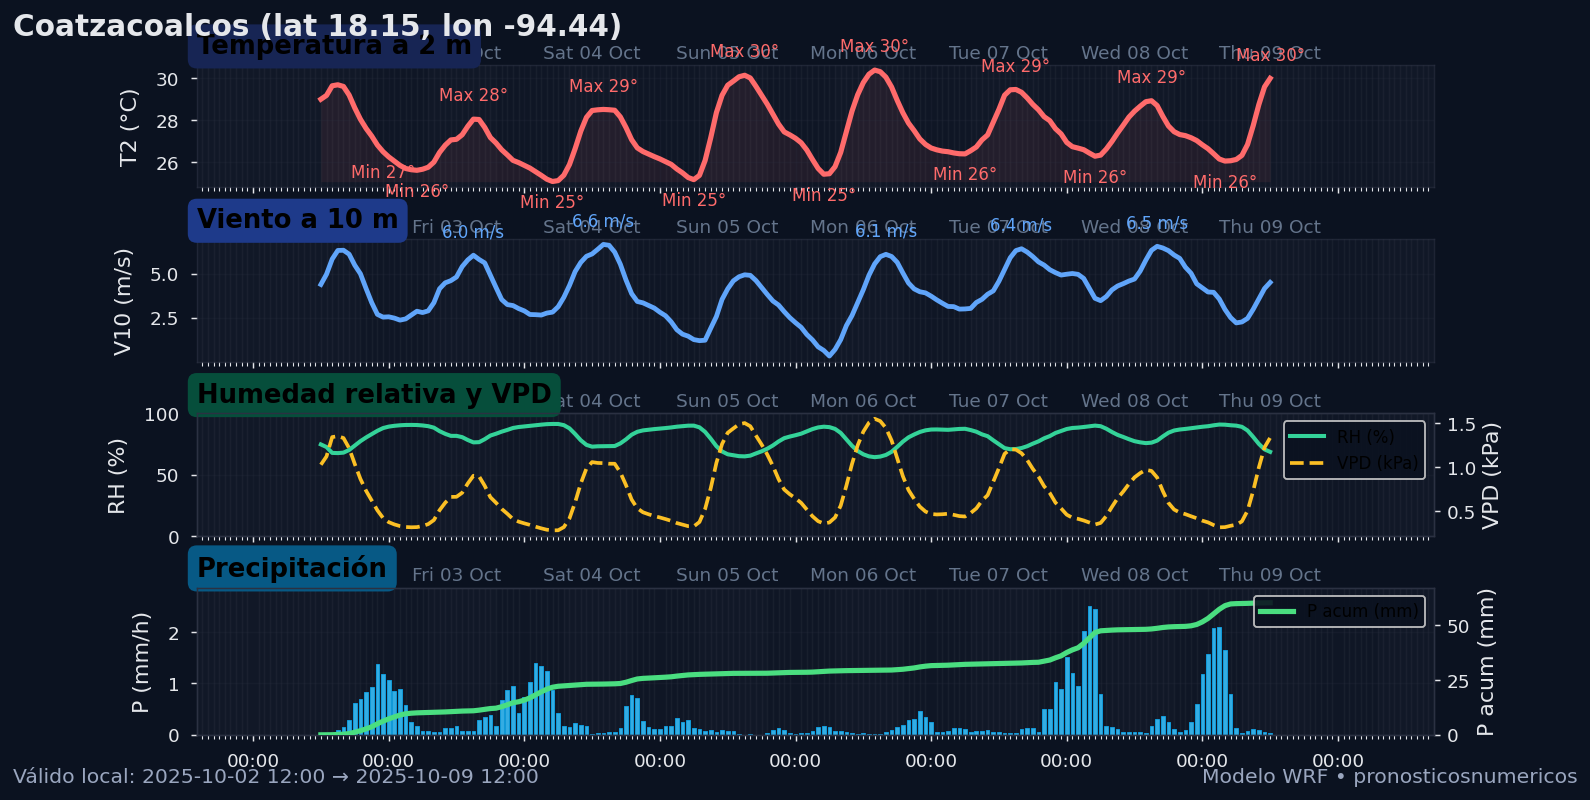 Coatzacoalcos (lat 18.15, lon -94.44)
Temperatura a 2 m
Oct Sat 04 Oct Sun 05 Oct Mon 06 Oct Tue 07 Oct Wed 08 Oct Thu 09 Oct
Max 28° Max 29° Max 30° Max 30° Max 29° Max 29° Max 30°
30
28
26
T2 (°C)
Min 27° Min 26° Min 25° Min 25° Min 25° Min 26° Min 26° Min 26°
Viento a 10 m
Fri 03 Oct Sat 04 Oct Sun 05 Oct Mon 06 Oct Tue 07 Oct Wed 08 Oct Thu 09 Oct
6.0 m/s 6.6 m/s 6.1 m/s 6.4 m/s 6.5 m/s
5.0
2.5
V10 (m/s)
Humedad relativa y VPD
Sat 04 Oct Sun 05 Oct Mon 06 Oct Tue 07 Oct Wed 08 Oct Thu 09 Oct
100
50
0
RH (%)
RH (%)
VPD (kPa)
1.5
1.0
0.5
VPD (kPa)
Precipitación
Fri 03 Oct Sat 04 Oct Sun 05 Oct Mon 06 Oct Tue 07 Oct Wed 08 Oct Thu 09 Oct
2
1
0
P (mm/h)
P acum (mm)
50
25
0
P acum (mm)
00:00 00:00 00:00 00:00 00:00 00:00 00:00 00:00 00:00
Válido local: 2025-10-02 12:00 → 2025-10-09 12:00
Modelo WRF • pronosticosnumericos